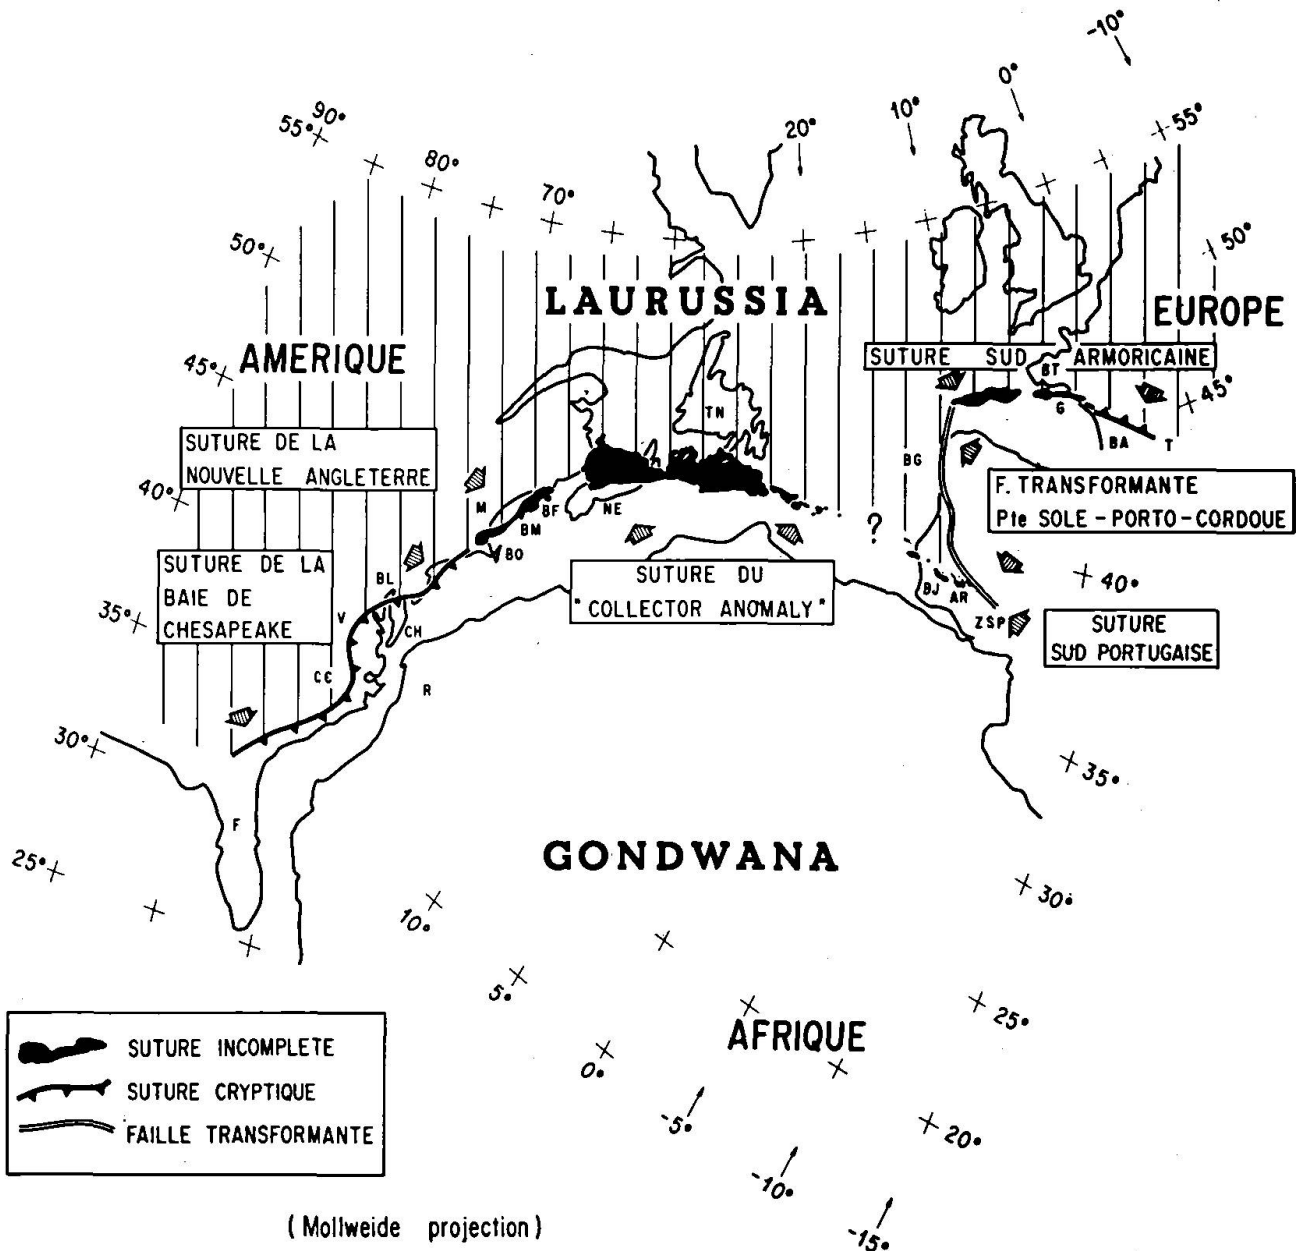 -10°
0°
10°
20°
55°
90°
55°
80°
70°
50°
50°
LAURUSSIA
EUROPE
AMÉRIQUE
SUTURE SUD ARMORICAINE
BT
45°
45°
G
TN
BA
T
SUTURE DE LA
NOUVELLE ANGLETERRE
BG
F. TRANSFORMANTE
Pte SOLE - PORTO - CORDOUE
40°
M
BF
NE
BM
?
BO
SUTURE DE LA
BAIE DE
CHESAPEAKE
BL
SUTURE DU
"COLLECTOR ANOMALY"
40°
BJ
AR
35°
V
CH
ZSP
SUTURE
SUD PORTUGAISE
CC
R
30°
35°
F
GONDWANA
25°
30°
10°
5°
25°
AFRIQUE
0°
-5°
20°
-10°
-15°
SUTURE INCOMPLETE
SUTURE CRYPTIQUE
FAILLE TRANSFORMANTE
(Mollweide projection)